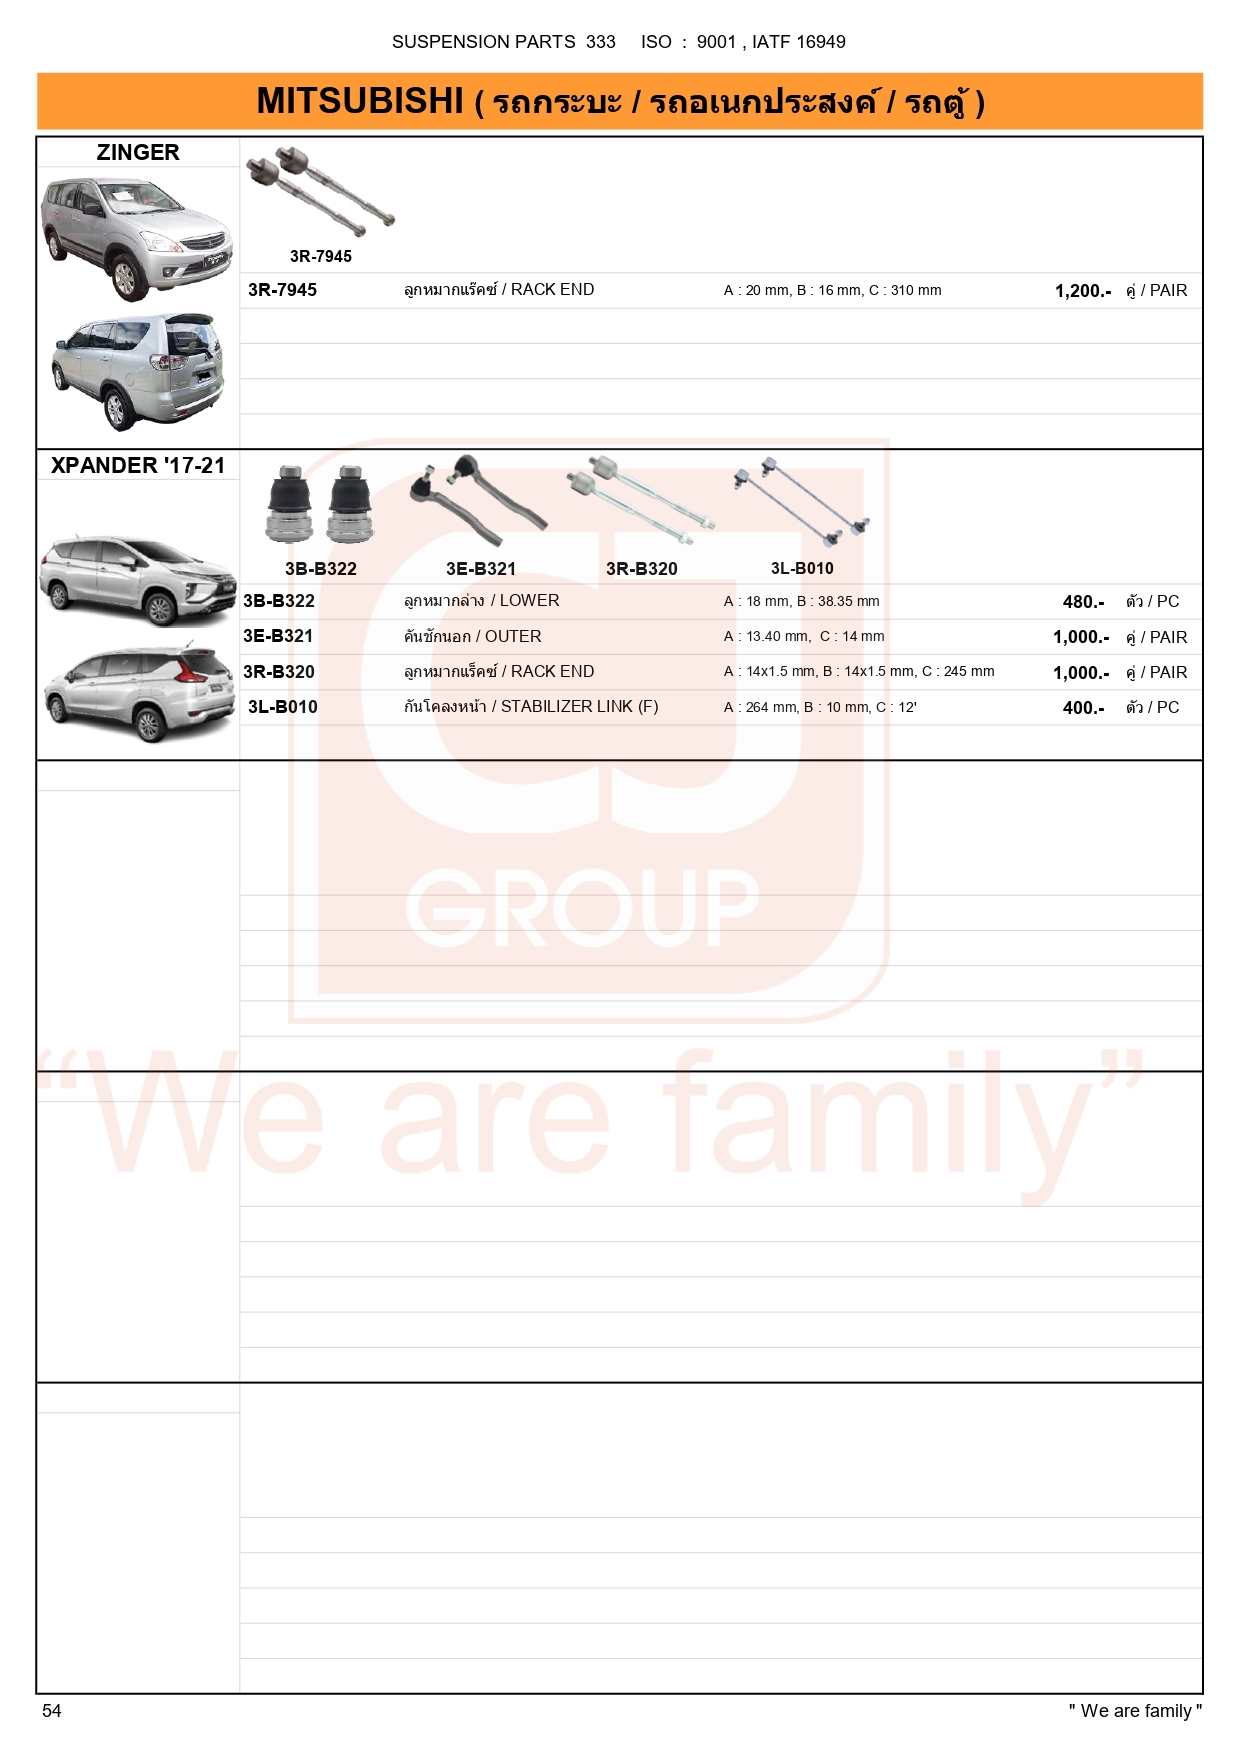 SUSPENSION PARTS  333     ISO  :  9001 , IATF 16949
MITSUBISHI ( รถกระบะ / รถอเนกประสงค์ / รถตู้ )
ZINGER
3R-7945
3R-7945 ลูกหมากแร๊คซ์ / RACK END A : 20 mm, B : 16 mm, C : 310 mm 1,200.- คู่ / PAIR
XPANDER '17-21
3B-B322 3E-B321 3R-B320 3L-B010
3B-B322 ลูกหมากล่าง / LOWER A : 18 mm, B : 38.35 mm 480.- ตัว / PC
3E-B321 คันชักนอก / OUTER A : 13.40 mm,  C : 14 mm 1,000.- คู่ / PAIR
3R-B320 ลูกหมากแร็คซ์ / RACK END A : 14x1.5 mm, B : 14x1.5 mm, C : 245 mm 1,000.- คู่ / PAIR
3L-B010 กันโคลงหน้า / STABILIZER LINK (F) A : 264 mm, B : 10 mm, C : 12' 400.- ตัว / PC
CJ
GROUP
“We are family”
54 " We are family "